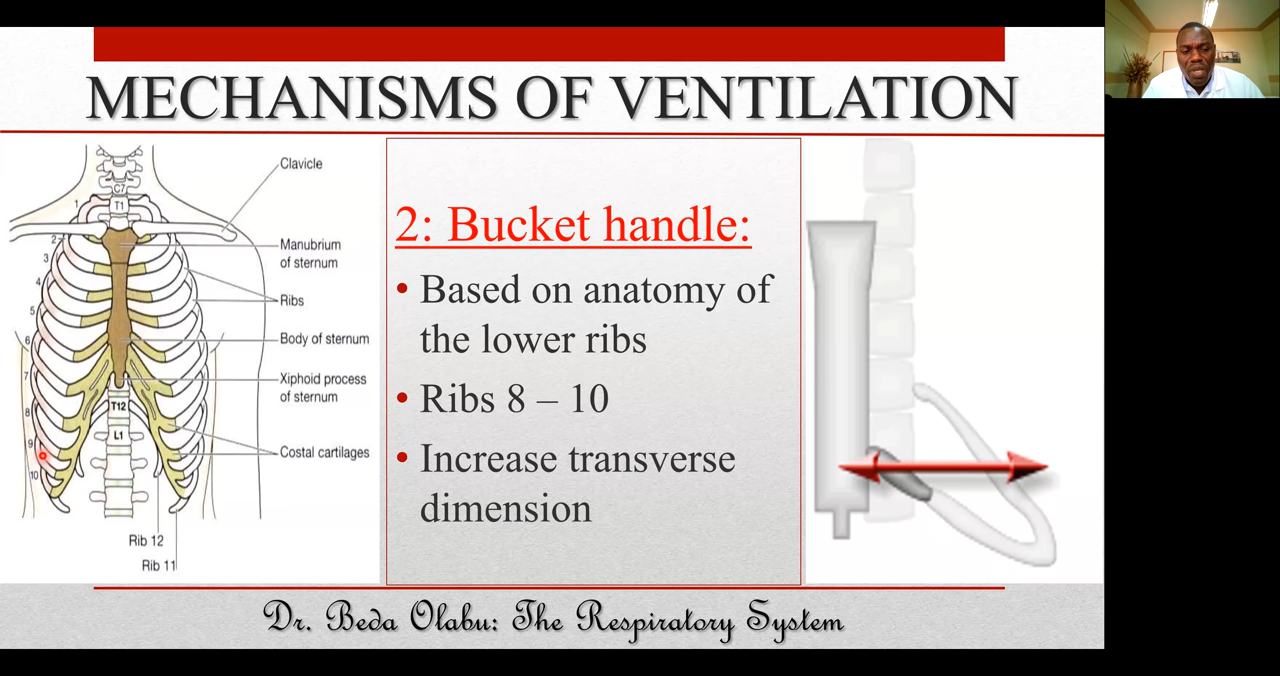 MECHANISMS OF VENTILATION
C7
T1
1
2
3
4
5
6
7
8
9
10
T12
L1
Clavicle
Manubrium
of sternum
Ribs
Body of sternum
Xiphoid process
of sternum
Costal cartilages
Rib 12
Rib 11
2: Bucket handle:
• Based on anatomy of
the lower ribs
• Ribs 8 – 10
• Increase transverse
dimension
Dr. Beda Olabu: The Respiratory System